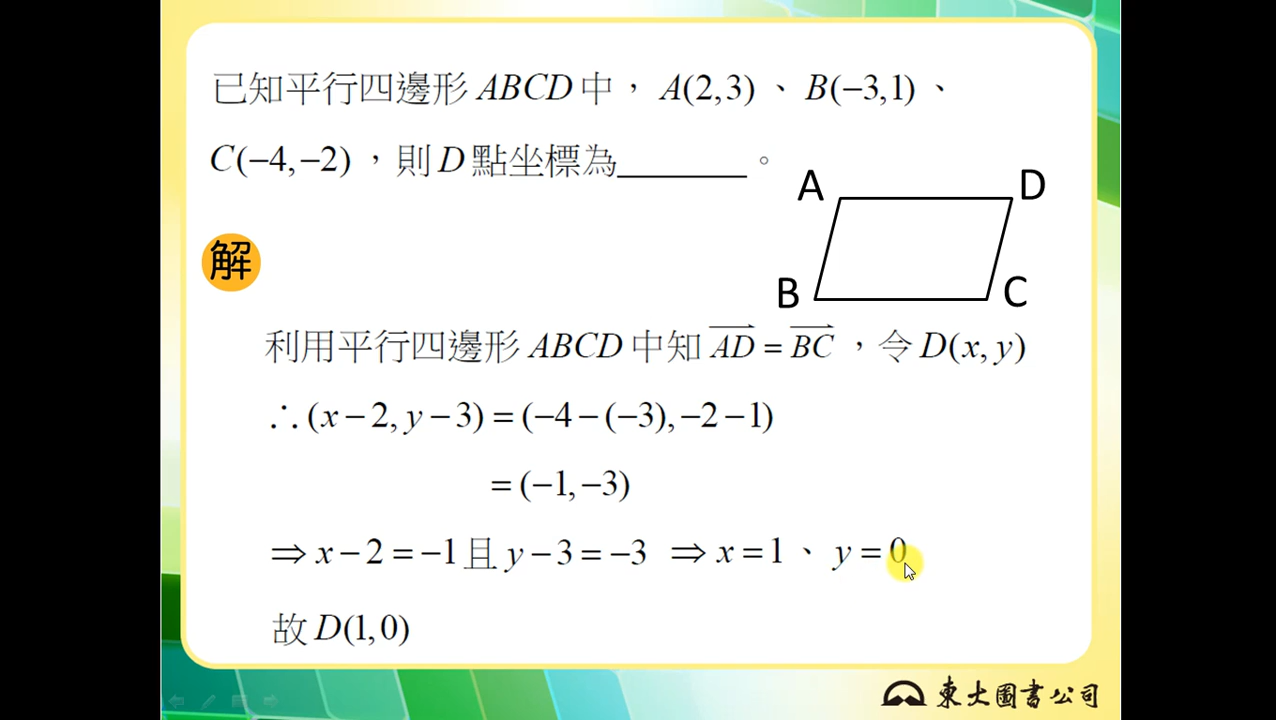 已知平行四邊形 ABCD 中，A(2,3)、B(−3,1)、
C(−4,−2)，則 D 點坐標為________。
A
D
B
C
解
利用平行四邊形 ABCD 中知 $\overrightarrow{AD}=\overrightarrow{BC}$，令 D(x, y)
∴(x−2, y−3)=(−4−(−3),−2−1)
=(−1,−3)
⇒x−2=−1且 y−3=−3 ⇒x=1、y=0
故 D(1,0)
東大圖書公司